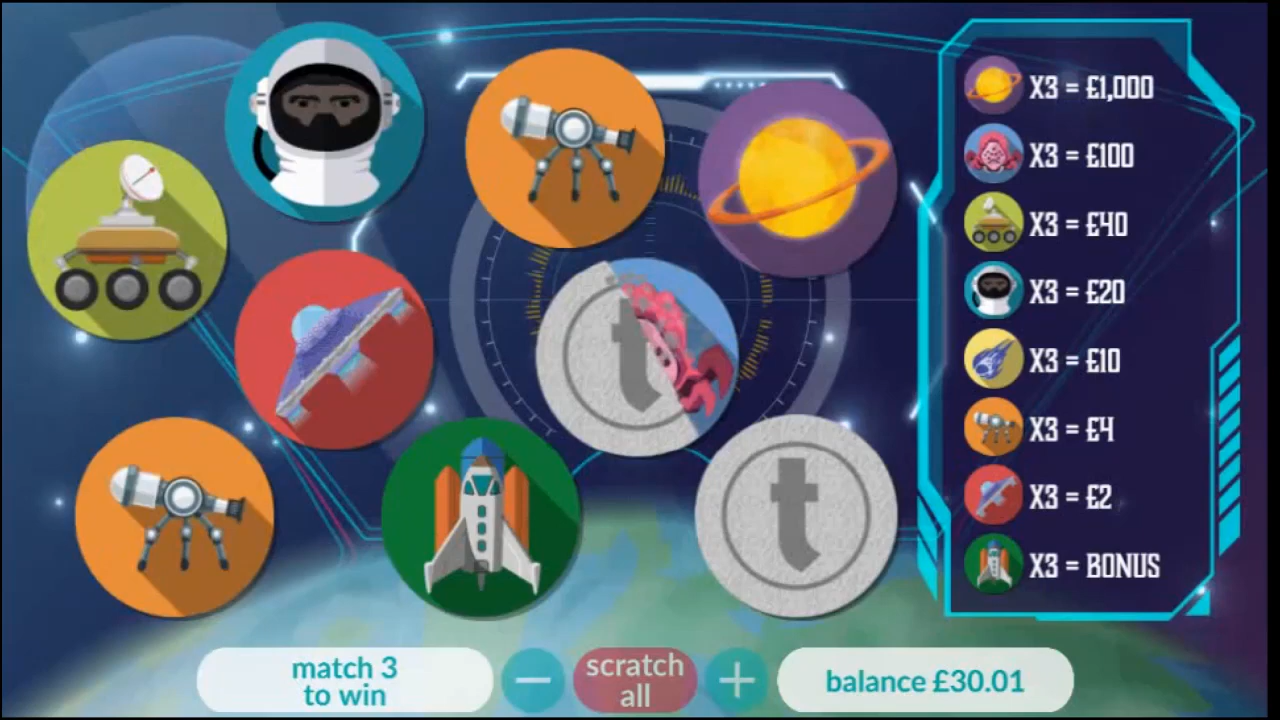 X3 = £1,000
X3 = £100
X3 = £40
X3 = £20
X3 = £10
X3 = £4
X3 = £2
X3 = BONUS
t
t
match 3
to win
−
scratch
all
+
balance £30.01